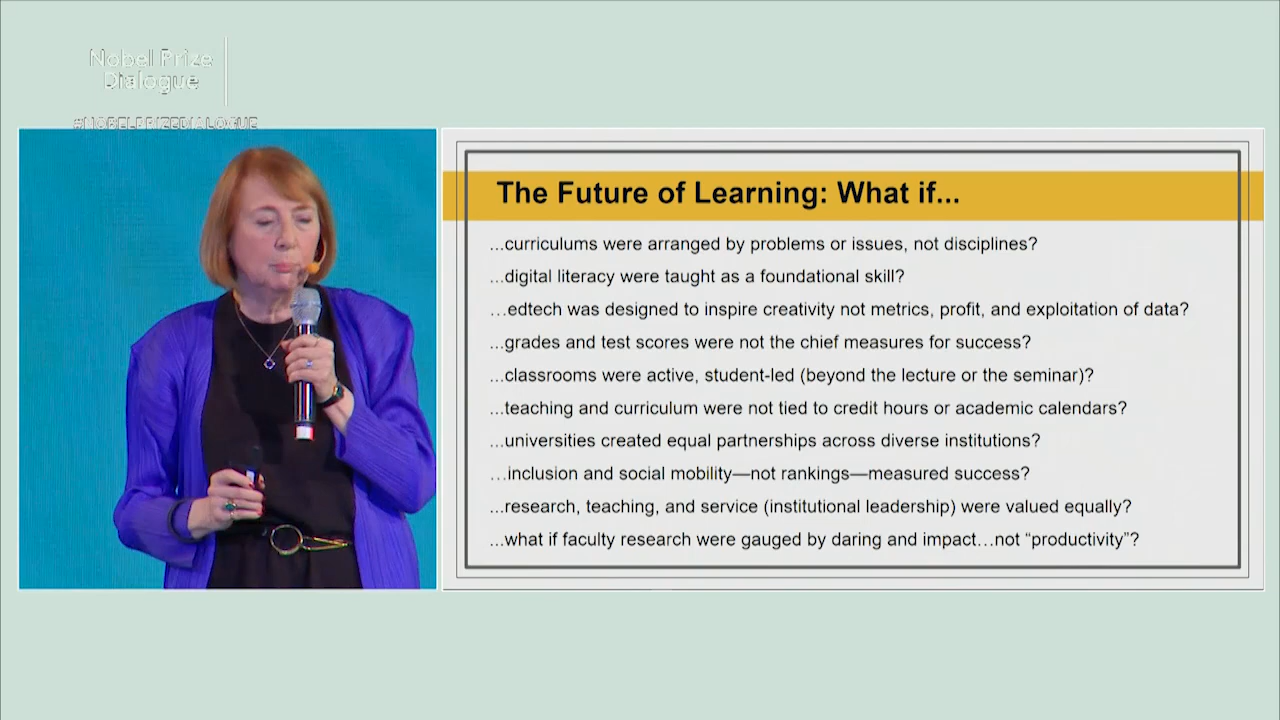 Nobel Prize
Dialogue
#NOBELPRIZEDIALOGUE
The Future of Learning: What if...
...curriculums were arranged by problems or issues, not disciplines?
...digital literacy were taught as a foundational skill?
…edtech was designed to inspire creativity not metrics, profit, and exploitation of data?
...grades and test scores were not the chief measures for success?
...classrooms were active, student-led (beyond the lecture or the seminar)?
...teaching and curriculum were not tied to credit hours or academic calendars?
...universities created equal partnerships across diverse institutions?
…inclusion and social mobility—not rankings—measured success?
...research, teaching, and service (institutional leadership) were valued equally?
...what if faculty research were gauged by daring and impact…not “productivity”?